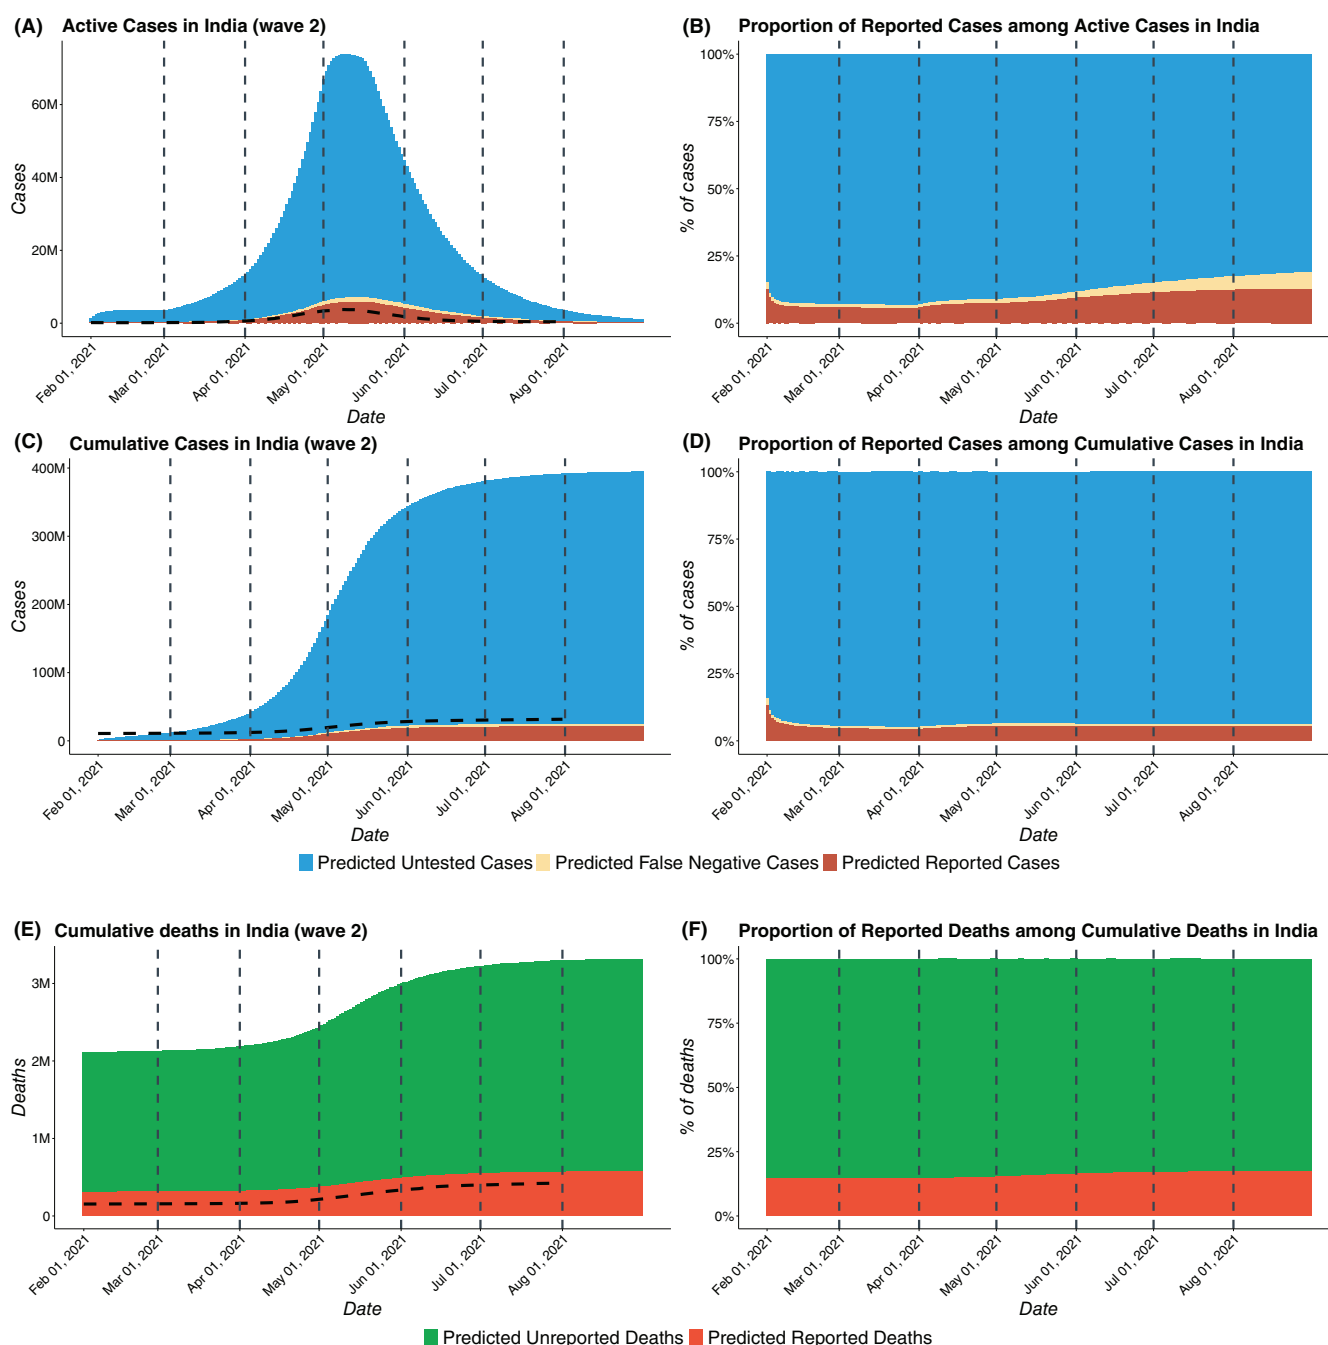 (A) Active Cases in India (wave 2)
Cases
60M
40M
20M
0
Feb 01, 2021
Mar 01, 2021
Apr 01, 2021
May 01, 2021
Jun 01, 2021
Jul 01, 2021
Aug 01, 2021
Date
(B) Proportion of Reported Cases among Active Cases in India
% of cases
100%
75%
50%
25%
0%
Feb 01, 2021
Mar 01, 2021
Apr 01, 2021
May 01, 2021
Jun 01, 2021
Jul 01, 2021
Aug 01, 2021
Date
(C) Cumulative Cases in India (wave 2)
Cases
400M
300M
200M
100M
0
Feb 01, 2021
Mar 01, 2021
Apr 01, 2021
May 01, 2021
Jun 01, 2021
Jul 01, 2021
Aug 01, 2021
Date
(D) Proportion of Reported Cases among Cumulative Cases in India
% of cases
100%
75%
50%
25%
0%
Feb 01, 2021
Mar 01, 2021
Apr 01, 2021
May 01, 2021
Jun 01, 2021
Jul 01, 2021
Aug 01, 2021
Date
Predicted Untested Cases Predicted False Negative Cases Predicted Reported Cases
(E) Cumulative deaths in India (wave 2)
Deaths
3M
2M
1M
0
Feb 01, 2021
Mar 01, 2021
Apr 01, 2021
May 01, 2021
Jun 01, 2021
Jul 01, 2021
Aug 01, 2021
Date
(F) Proportion of Reported Deaths among Cumulative Deaths in India
% of deaths
100%
75%
50%
25%
0%
Feb 01, 2021
Mar 01, 2021
Apr 01, 2021
May 01, 2021
Jun 01, 2021
Jul 01, 2021
Aug 01, 2021
Date
Predicted Unreported Deaths Predicted Reported Deaths